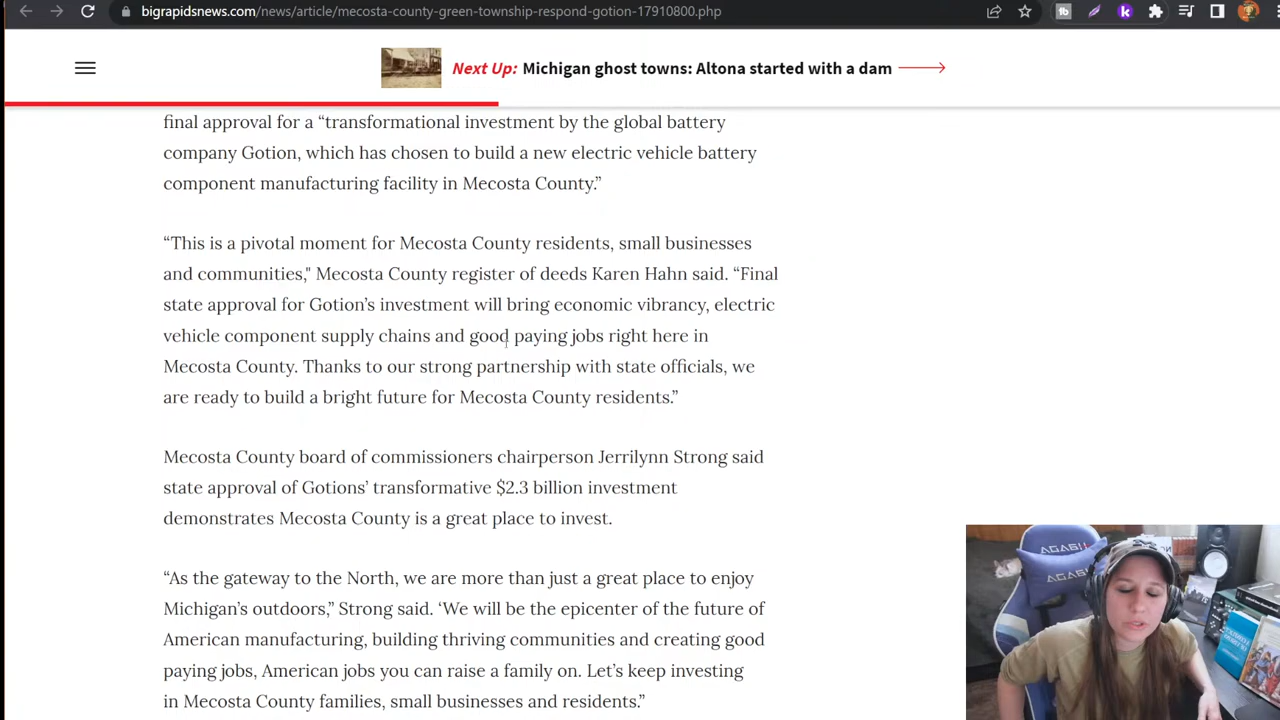 bigrapidsnews.com/news/article/mecosta-county-green-township-respond-gotion-17910800.php
Next Up: Michigan ghost towns: Altona started with a dam
final approval for a “transformational investment by the global battery
company Gotion, which has chosen to build a new electric vehicle battery
component manufacturing facility in Mecosta County.”
“This is a pivotal moment for Mecosta County residents, small businesses
and communities," Mecosta County register of deeds Karen Hahn said. “Final
state approval for Gotion’s investment will bring economic vibrancy, electric
vehicle component supply chains and good paying jobs right here in
Mecosta County. Thanks to our strong partnership with state officials, we
are ready to build a bright future for Mecosta County residents.”
Mecosta County board of commissioners chairperson Jerrilynn Strong said
state approval of Gotions’ transformative $2.3 billion investment
demonstrates Mecosta County is a great place to invest.
“As the gateway to the North, we are more than just a great place to enjoy
Michigan’s outdoors,” Strong said. ‘We will be the epicenter of the future of
American manufacturing, building thriving communities and creating good
paying jobs, American jobs you can raise a family on. Let’s keep investing
in Mecosta County families, small businesses and residents.”